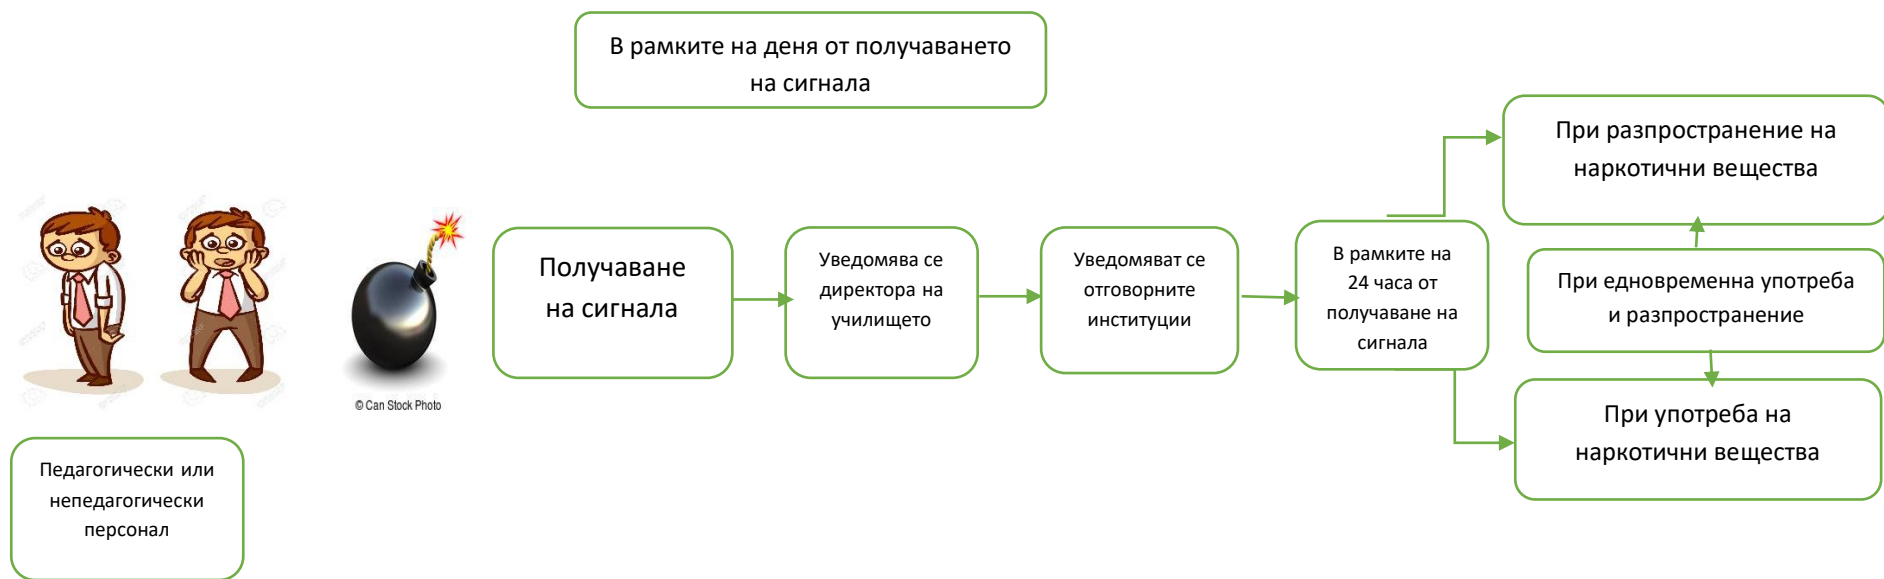 В рамките на деня от получаването
на сигнала
При разпространение на
наркотични вещества
Получаване
на сигнала
Уведомява се
директора на
училището
Уведомяват се
отговорните
институции
В рамките на
24 часа от
получаване на
сигнала
При едновременна употреба
и разпространение
При употреба на
наркотични вещества
© Can Stock Photo
Педагогически или
непедагогически
персонал